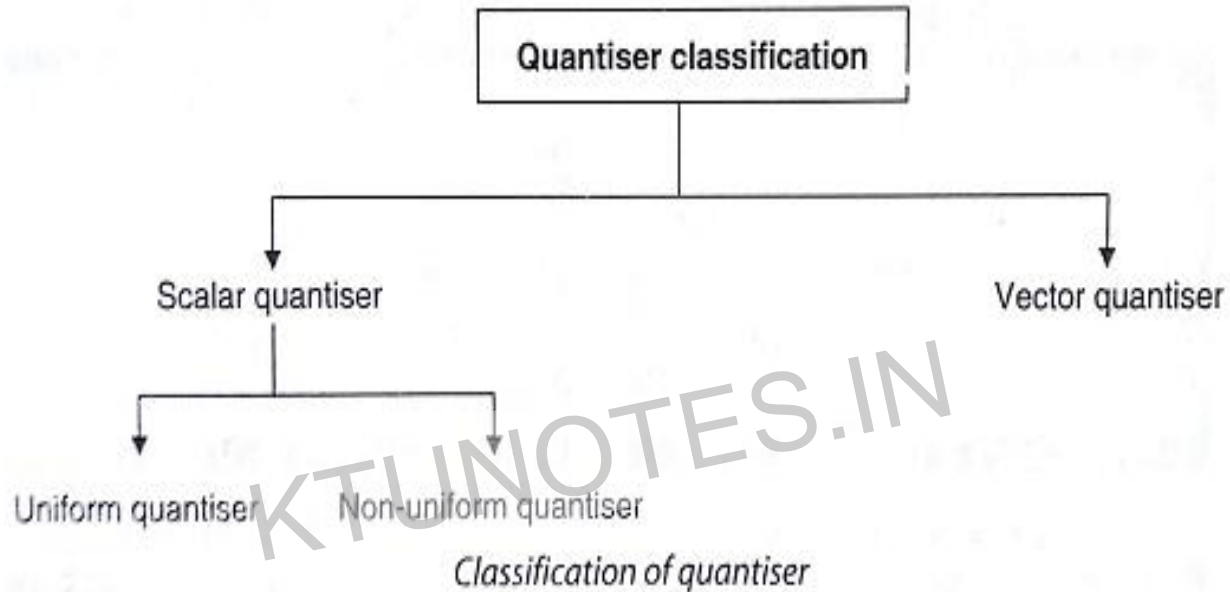 Quantiser classification
Scalar quantiser
Vector quantiser
Uniform quantiser
Non-uniform quantiser
KTUNOTES.IN
Classification of quantiser